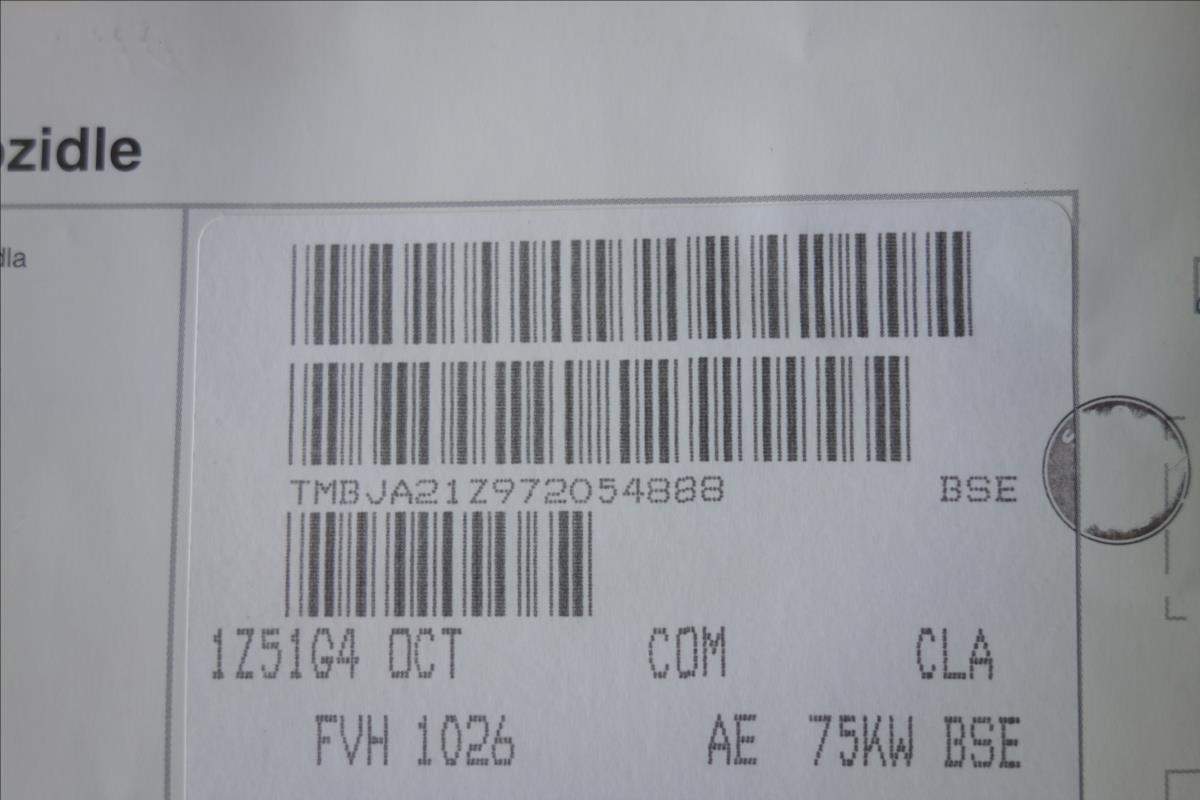 ozidle
dla
TMBJA21Z972054888 BSE
1Z51G4 OCT COM CLA
FVH 1026 AE 75KW BSE